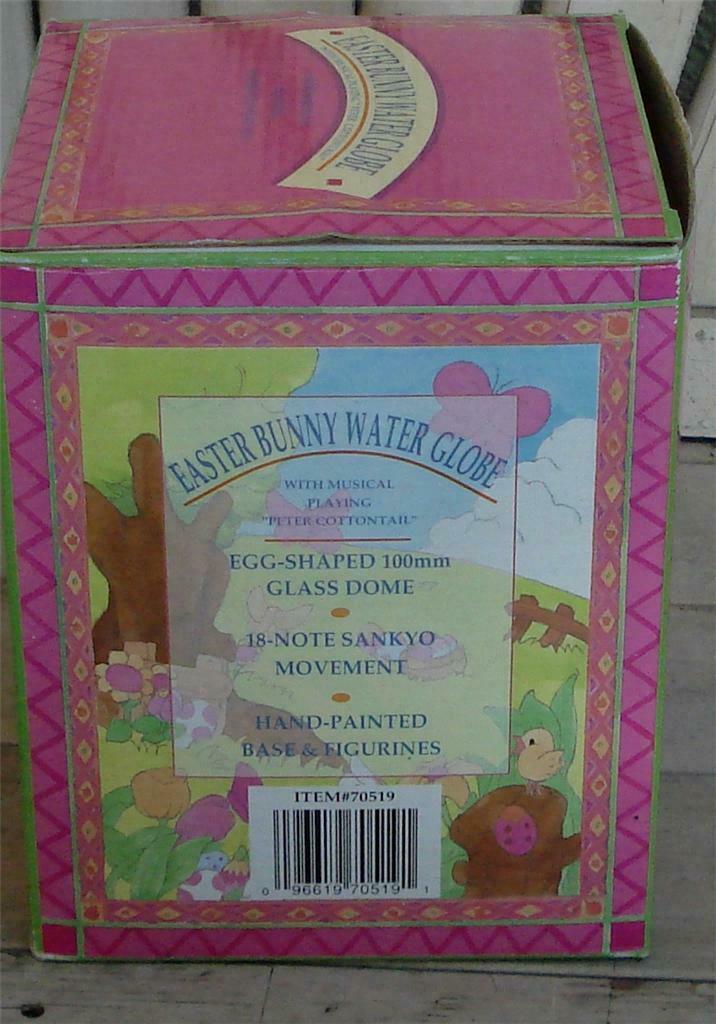 EASTER BUNNY WATER GLOBE
EASTER BUNNY WATER GLOBE
WITH MUSICAL
PLAYING
"PETER COTTONTAIL"
EGG-SHAPED 100mm
GLASS DOME
18-NOTE SANKYO
MOVEMENT
HAND-PAINTED
BASE & FIGURINES
ITEM#70519
0 96619 70519 1